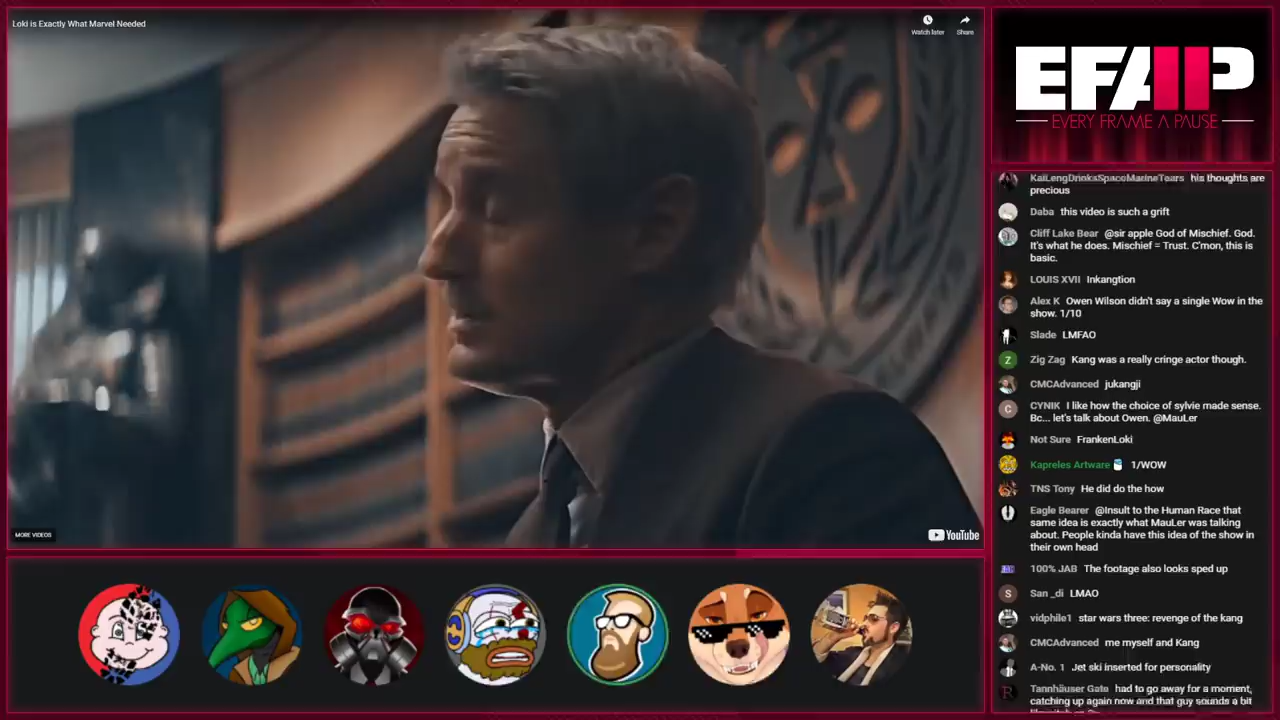 Loki is Exactly What Marvel Needed
Watch later
Share
MORE VIDEOS
YouTube
EFAP
EVERY FRAME A PAUSE
KaiLengDrinksSpaceMarineTears his thoughts are
precious
Daba this video is such a grift
Cliff Lake Bear @sir apple God of Mischief. God.
It's what he does. Mischief = Trust. C'mon, this is
basic.
LOUIS XVII Inkangtion
Alex K Owen Wilson didn't say a single Wow in the
show. 1/10
Slade LMFAO
Z
Zig Zag Kang was a really cringe actor though.
CMCAdvanced jukangji
C
CYNIK I like how the choice of sylvie made sense.
Bc... let's talk about Owen. @MauLer
Not Sure FrankenLoki
Kapreles Artware 1/WOW
TNS Tony He did do the how
Eagle Bearer @Insult to the Human Race that
same idea is exactly what MauLer was talking
about. People kinda have this idea of the show in
their own head
100% JAB The footage also looks sped up
S
San _di LMAO
vidphile1 star wars three: revenge of the kang
CMCAdvanced me myself and Kang
A-No. 1 Jet ski inserted for personality
R
Tannhäuser Gate had to go away for a moment,
catching up again now and that guy sounds a bit